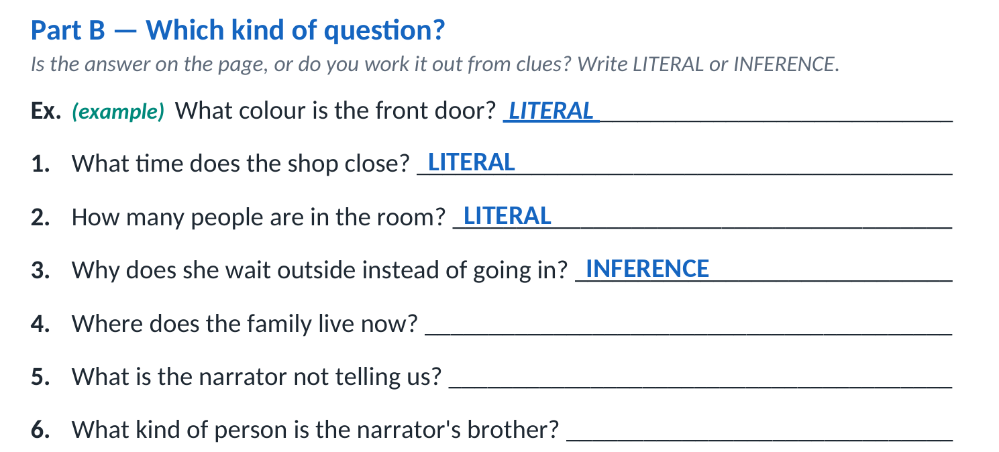 Part B — Which kind of question?
Is the answer on the page, or do you work it out from clues? Write LITERAL or INFERENCE.
Ex. (example) What colour is the front door? LITERAL
1. What time does the shop close? LITERAL
2. How many people are in the room? LITERAL
3. Why does she wait outside instead of going in? INFERENCE
4. Where does the family live now?
5. What is the narrator not telling us?
6. What kind of person is the narrator's brother?